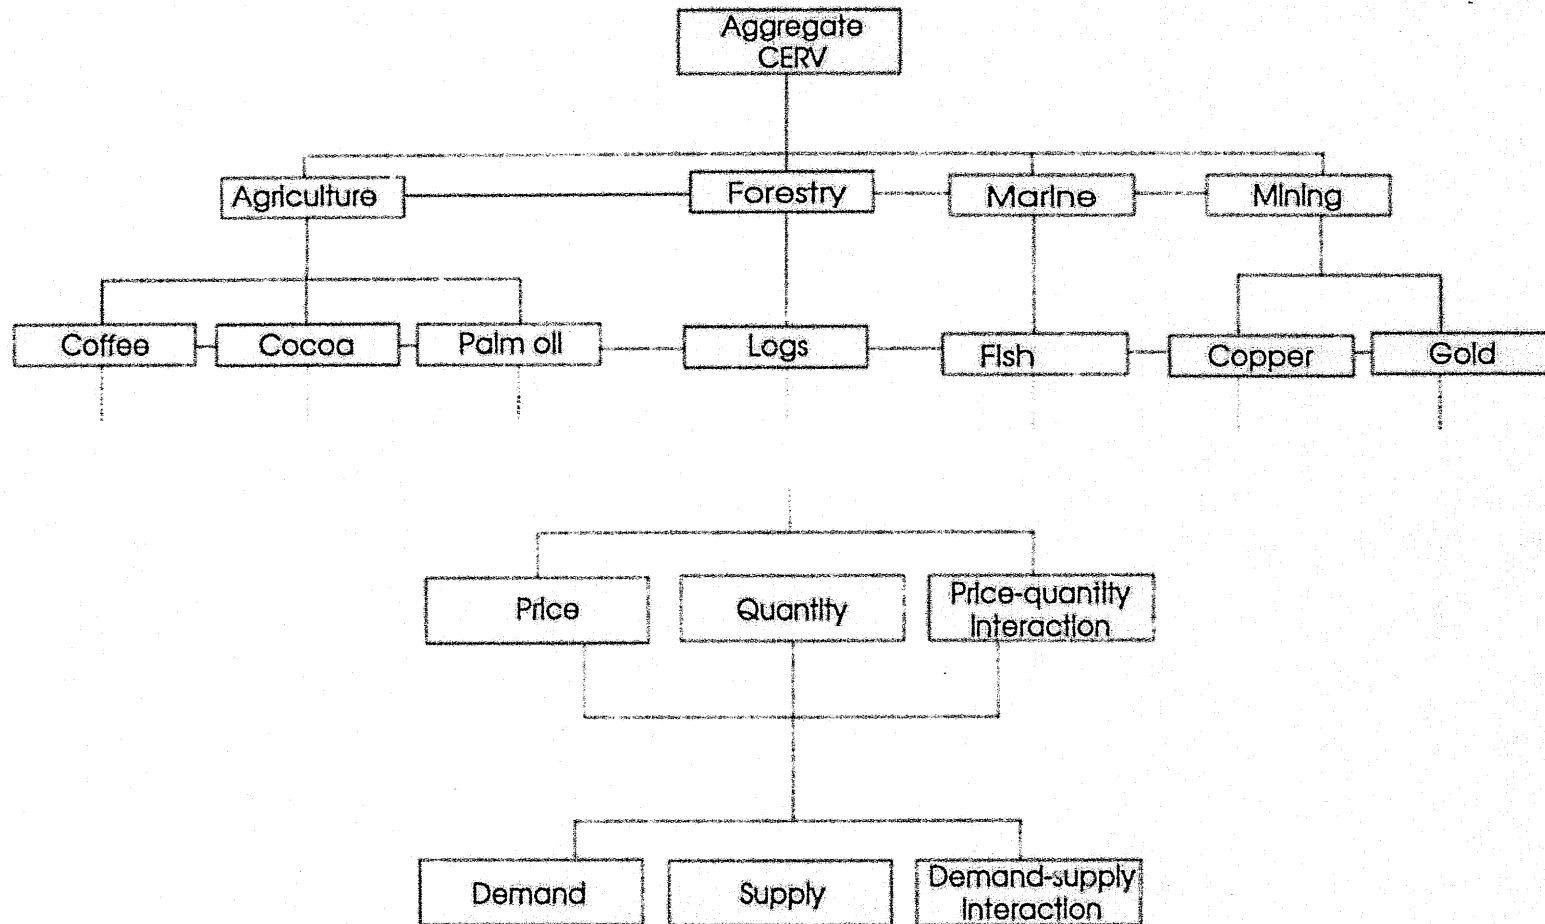 Aggregate
CERV
Agriculture
Forestry
Marine
Mining
Coffee
Cocoa
Palm oil
Logs
Fish
Copper
Gold
Price
Quantity
Price-quantity
interaction
Demand
Supply
Demand-supply
interaction